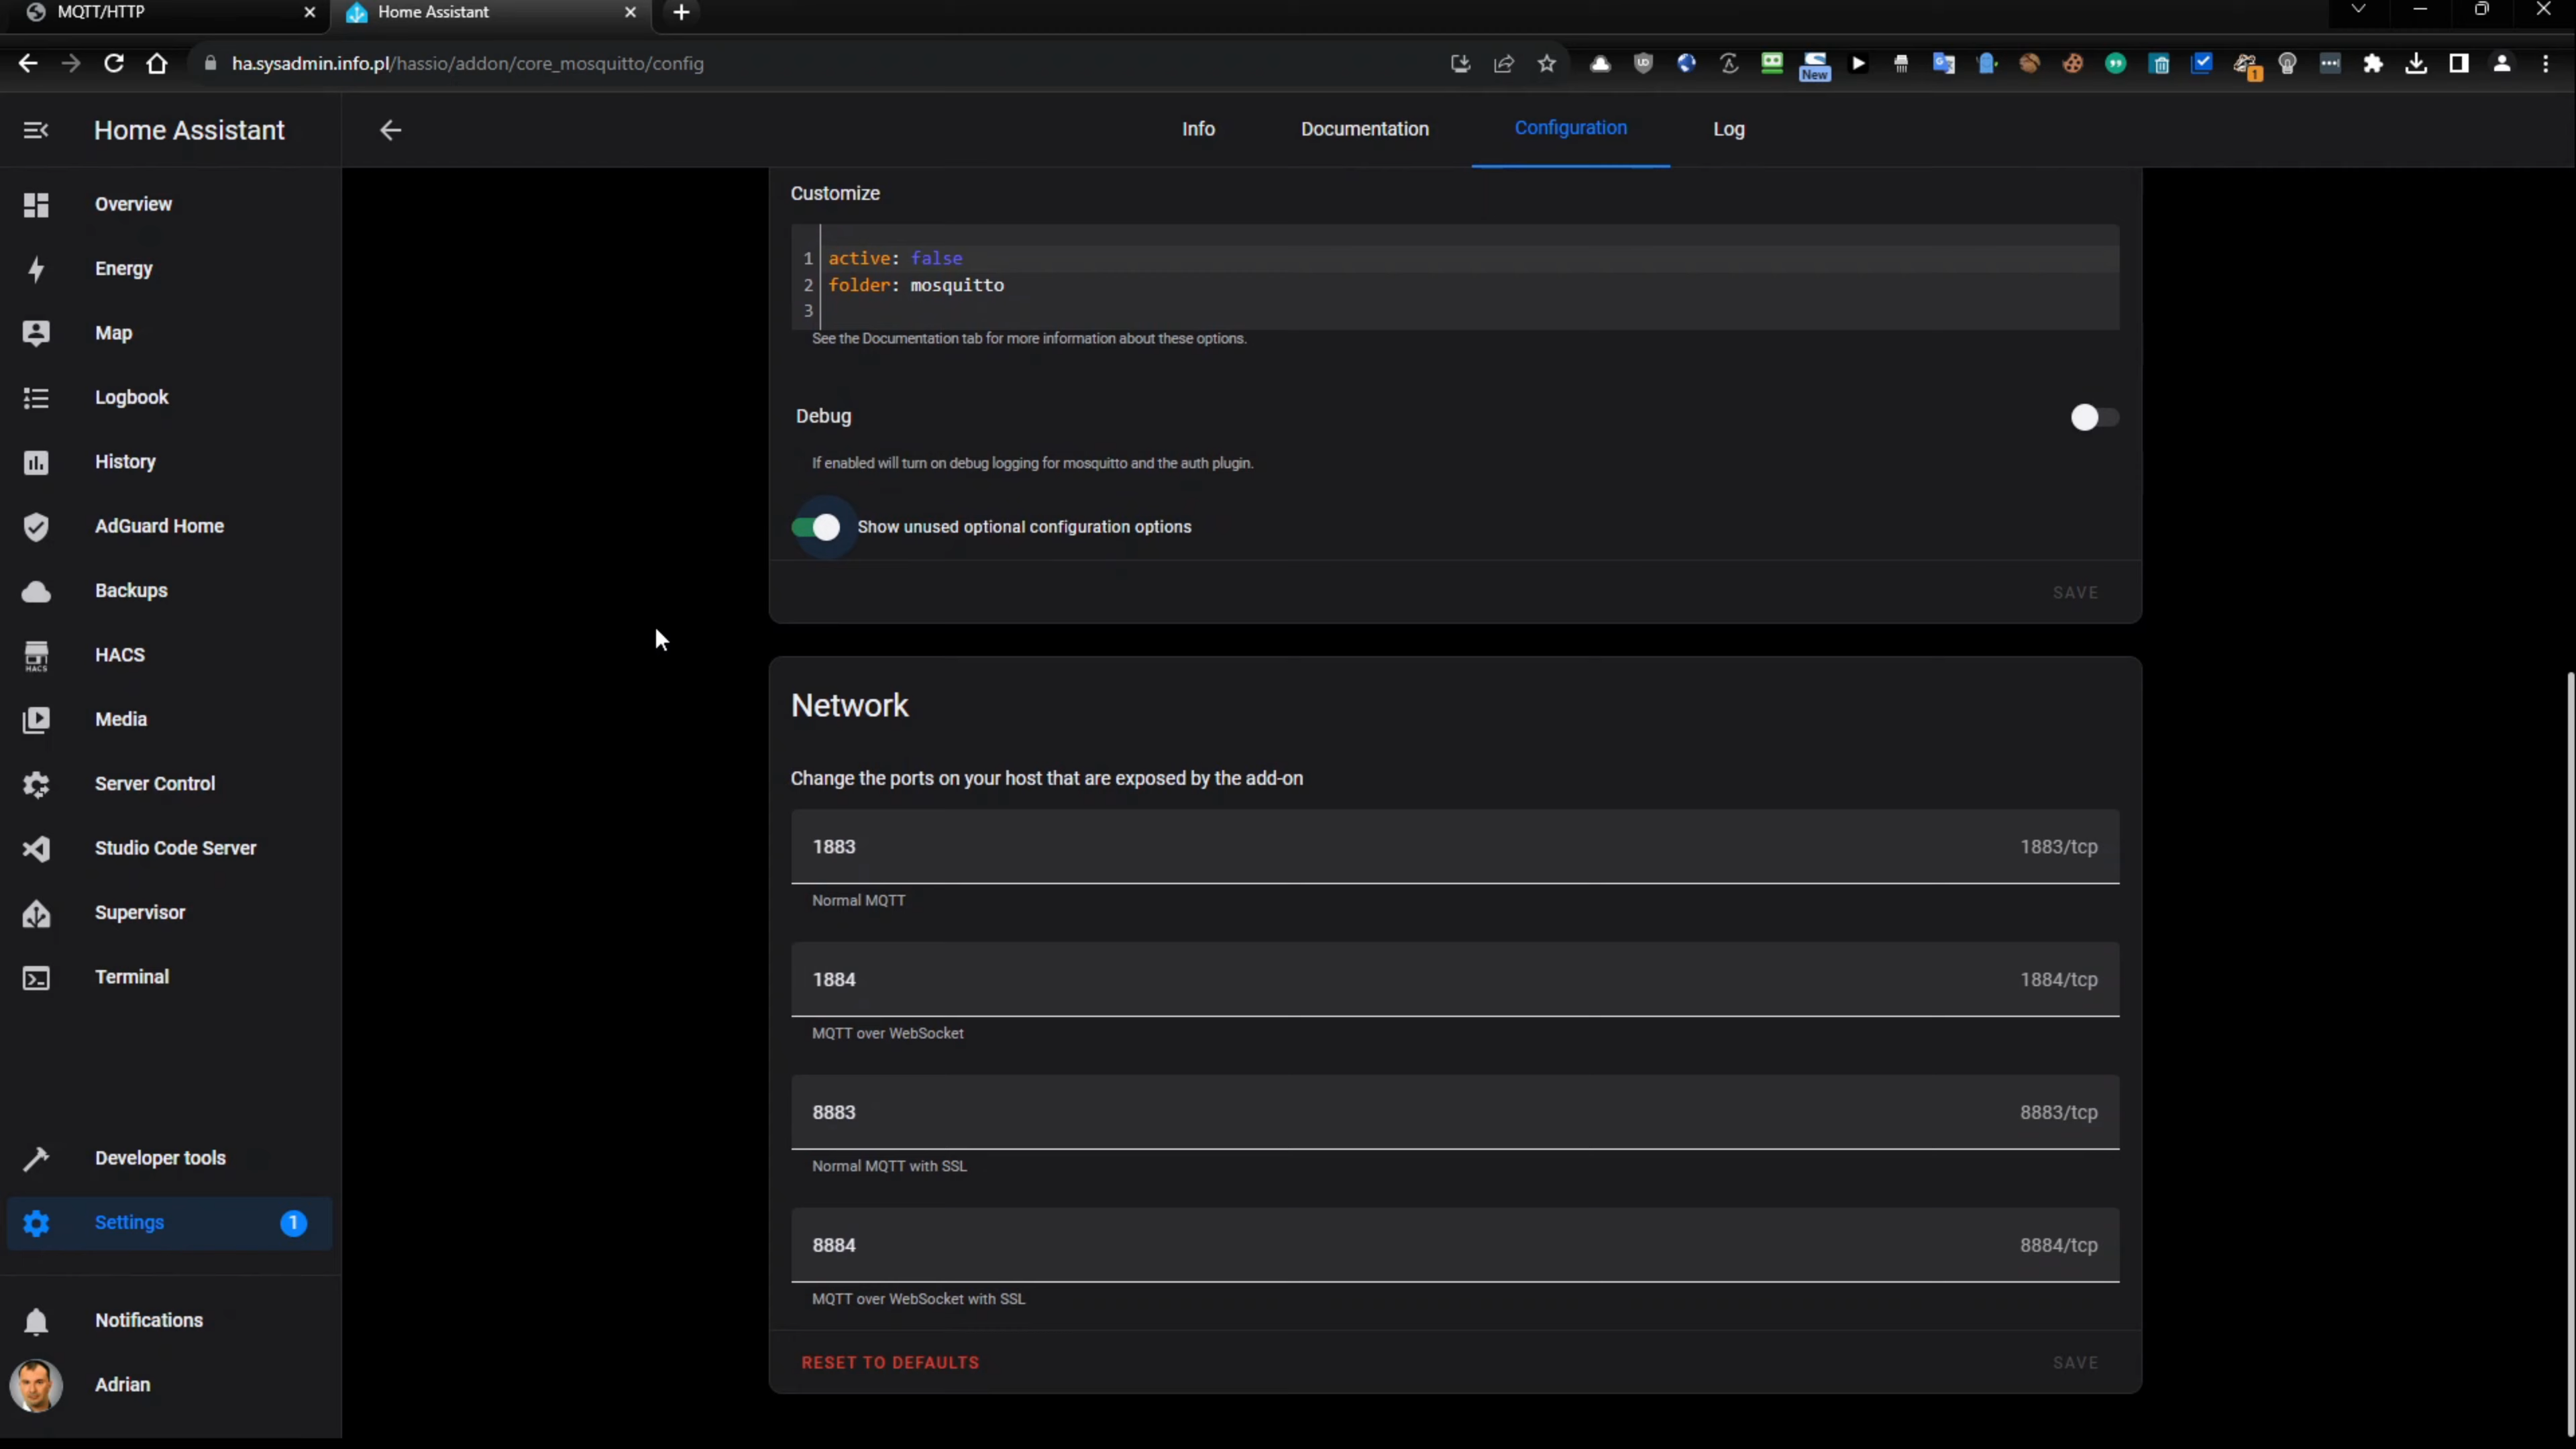 MQTT/HTTP
Home Assistant
ha.sysadmin.info.pl/hassio/addon/core_mosquitto/config
New
1
Home Assistant
Info
Documentation
Configuration
Log
Overview
Energy
Map
Logbook
History
AdGuard Home
Backups
HACS
HACS
Media
Server Control
Studio Code Server
Supervisor
Terminal
Developer tools
Settings
1
Notifications
Adrian
Customize
1 active: false
2 folder: mosquitto
3
See the Documentation tab for more information about these options.
Debug
If enabled will turn on debug logging for mosquitto and the auth plugin.
Show unused optional configuration options
SAVE
Network
Change the ports on your host that are exposed by the add-on
1883 1883/tcp
Normal MQTT
1884 1884/tcp
MQTT over WebSocket
8883 8883/tcp
Normal MQTT with SSL
8884 8884/tcp
MQTT over WebSocket with SSL
RESET TO DEFAULTS
SAVE